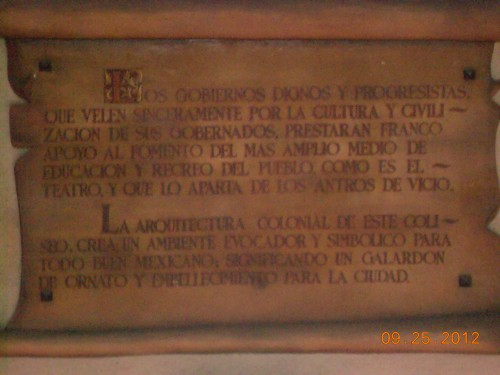 LOS GOBIERNOS DIGNOS Y PROGRESISTAS,
QUE VELEN SINCERAMENTE POR LA CULTURA Y CIVILI~
ZACION DE SUS GOBERNADOS, PRESTARAN FRANCO
APOYO AL FOMENTO DEL MAS AMPLIO MEDIO DE
EDUCACION Y RECREO DEL PUEBLO, COMO ES EL ~
TEATRO, Y QUE LO APARTA DE LOS ANTROS DE VICIO.
LA ARQUITECTURA COLONIAL DE ESTE COLI~
SEO, CREA UN AMBIENTE EVOCADOR Y SIMBOLICO PARA
TODO BUEN MEXICANO; SIGNIFICANDO UN GALARDON
DE ORNATO Y EMBELLECIMIENTO PARA LA CIUDAD.
09 25 2012